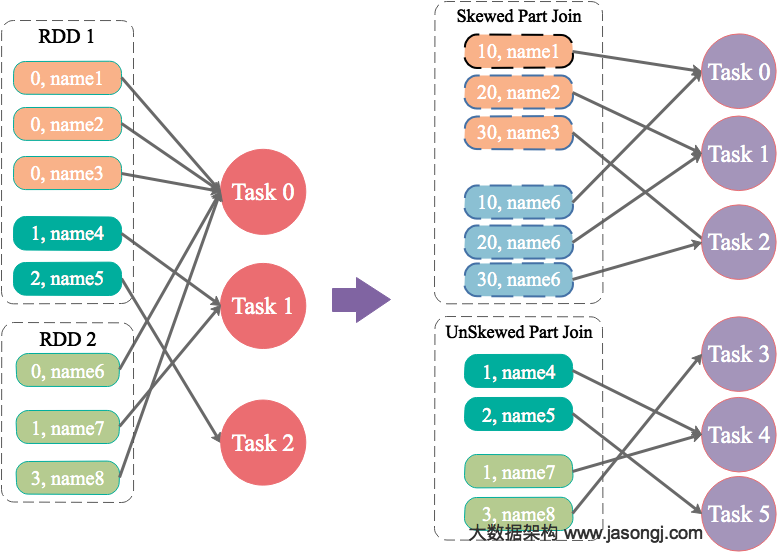 RDD 1
0, name1
0, name2
0, name3
1, name4
2, name5
RDD 2
0, name6
1, name7
3, name8
Task 0
Task 1
Task 2
Skewed Part Join
10, name1
20, name2
30, name3
10, name6
20, name6
30, name6
Task 0
Task 1
Task 2
UnSkewed Part Join
1, name4
2, name5
1, name7
3, name8
Task 3
Task 4
Task 5
大数据架构 www.jasongj.com